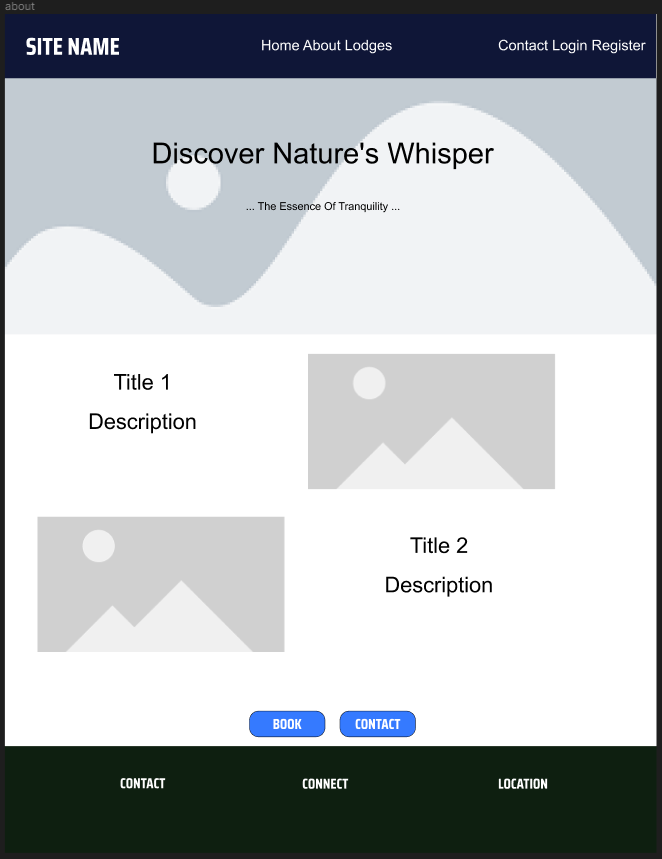 about
SITE NAME Home About Lodges Contact Login Register
Discover Nature's Whisper
... The Essence Of Tranquility ...
Title 1
Description
Title 2
Description
BOOK CONTACT
CONTACT CONNECT LOCATION